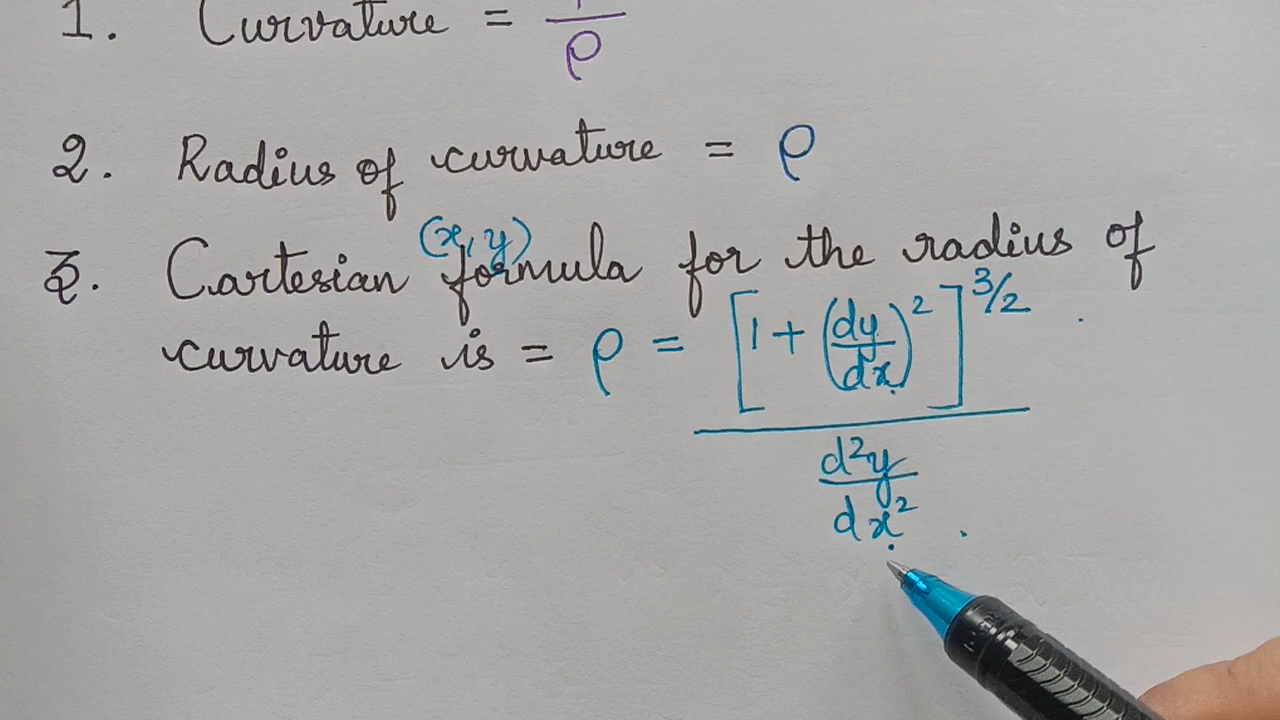 1. Curvature = 1/ρ
2. Radius of curvature = ρ
(x, y)
3. Cartesian formula for the radius of
curvature is = ρ = [1 + (dy/dx)²]^3/2 / d²y/dx² .